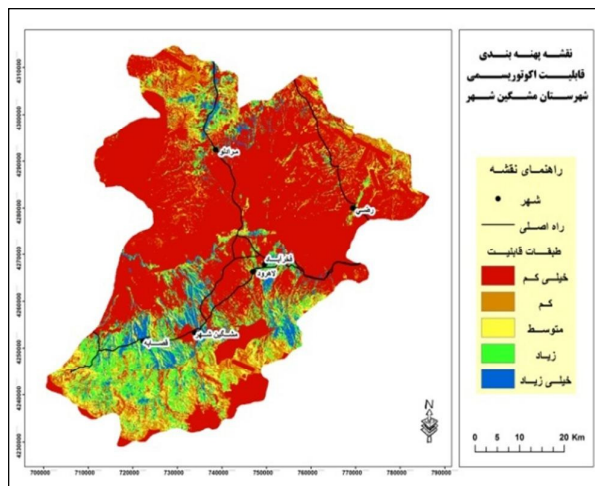 نقشه پهنه بندی
قابلیت اکوتوریسمی
شهرستان مشگین شهر
راهنمای نقشه
شهر
راه اصلی
طبقات قابلیت
خیلی کم
کم
متوسط
زیاد
خیلی زیاد
N
0 5 10 20 Km
مرادلو
رضی
فخراباد
لاهرود
مشگین شهر
قصابه
4310000
4300000
4290000
4280000
4270000
4260000
4250000
4240000
4230000
700000 710000 720000 730000 740000 750000 760000 770000 780000 790000